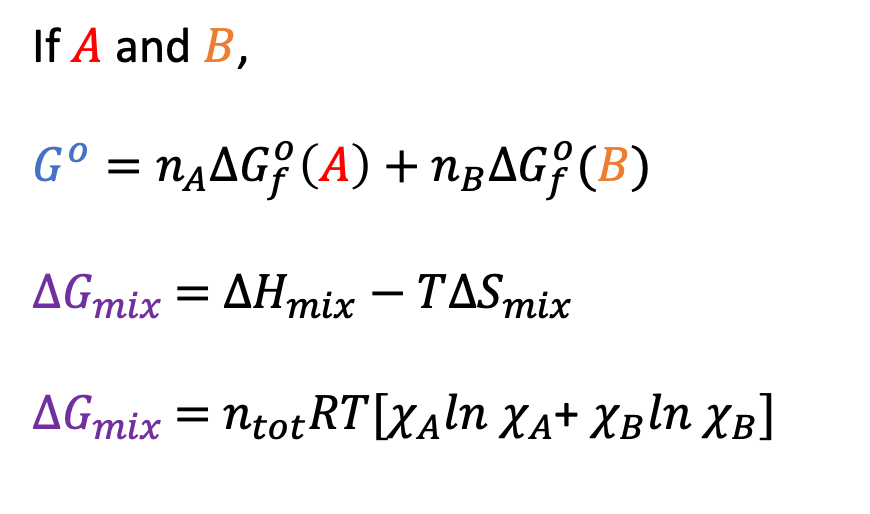 If A and B,
G° = n_AΔG_f^o(A) + n_BΔG_f^o(B)
ΔG_mix = ΔH_mix − TΔS_mix
ΔG_mix = n_tot RT[χ_A ln χ_A + χ_B ln χ_B]